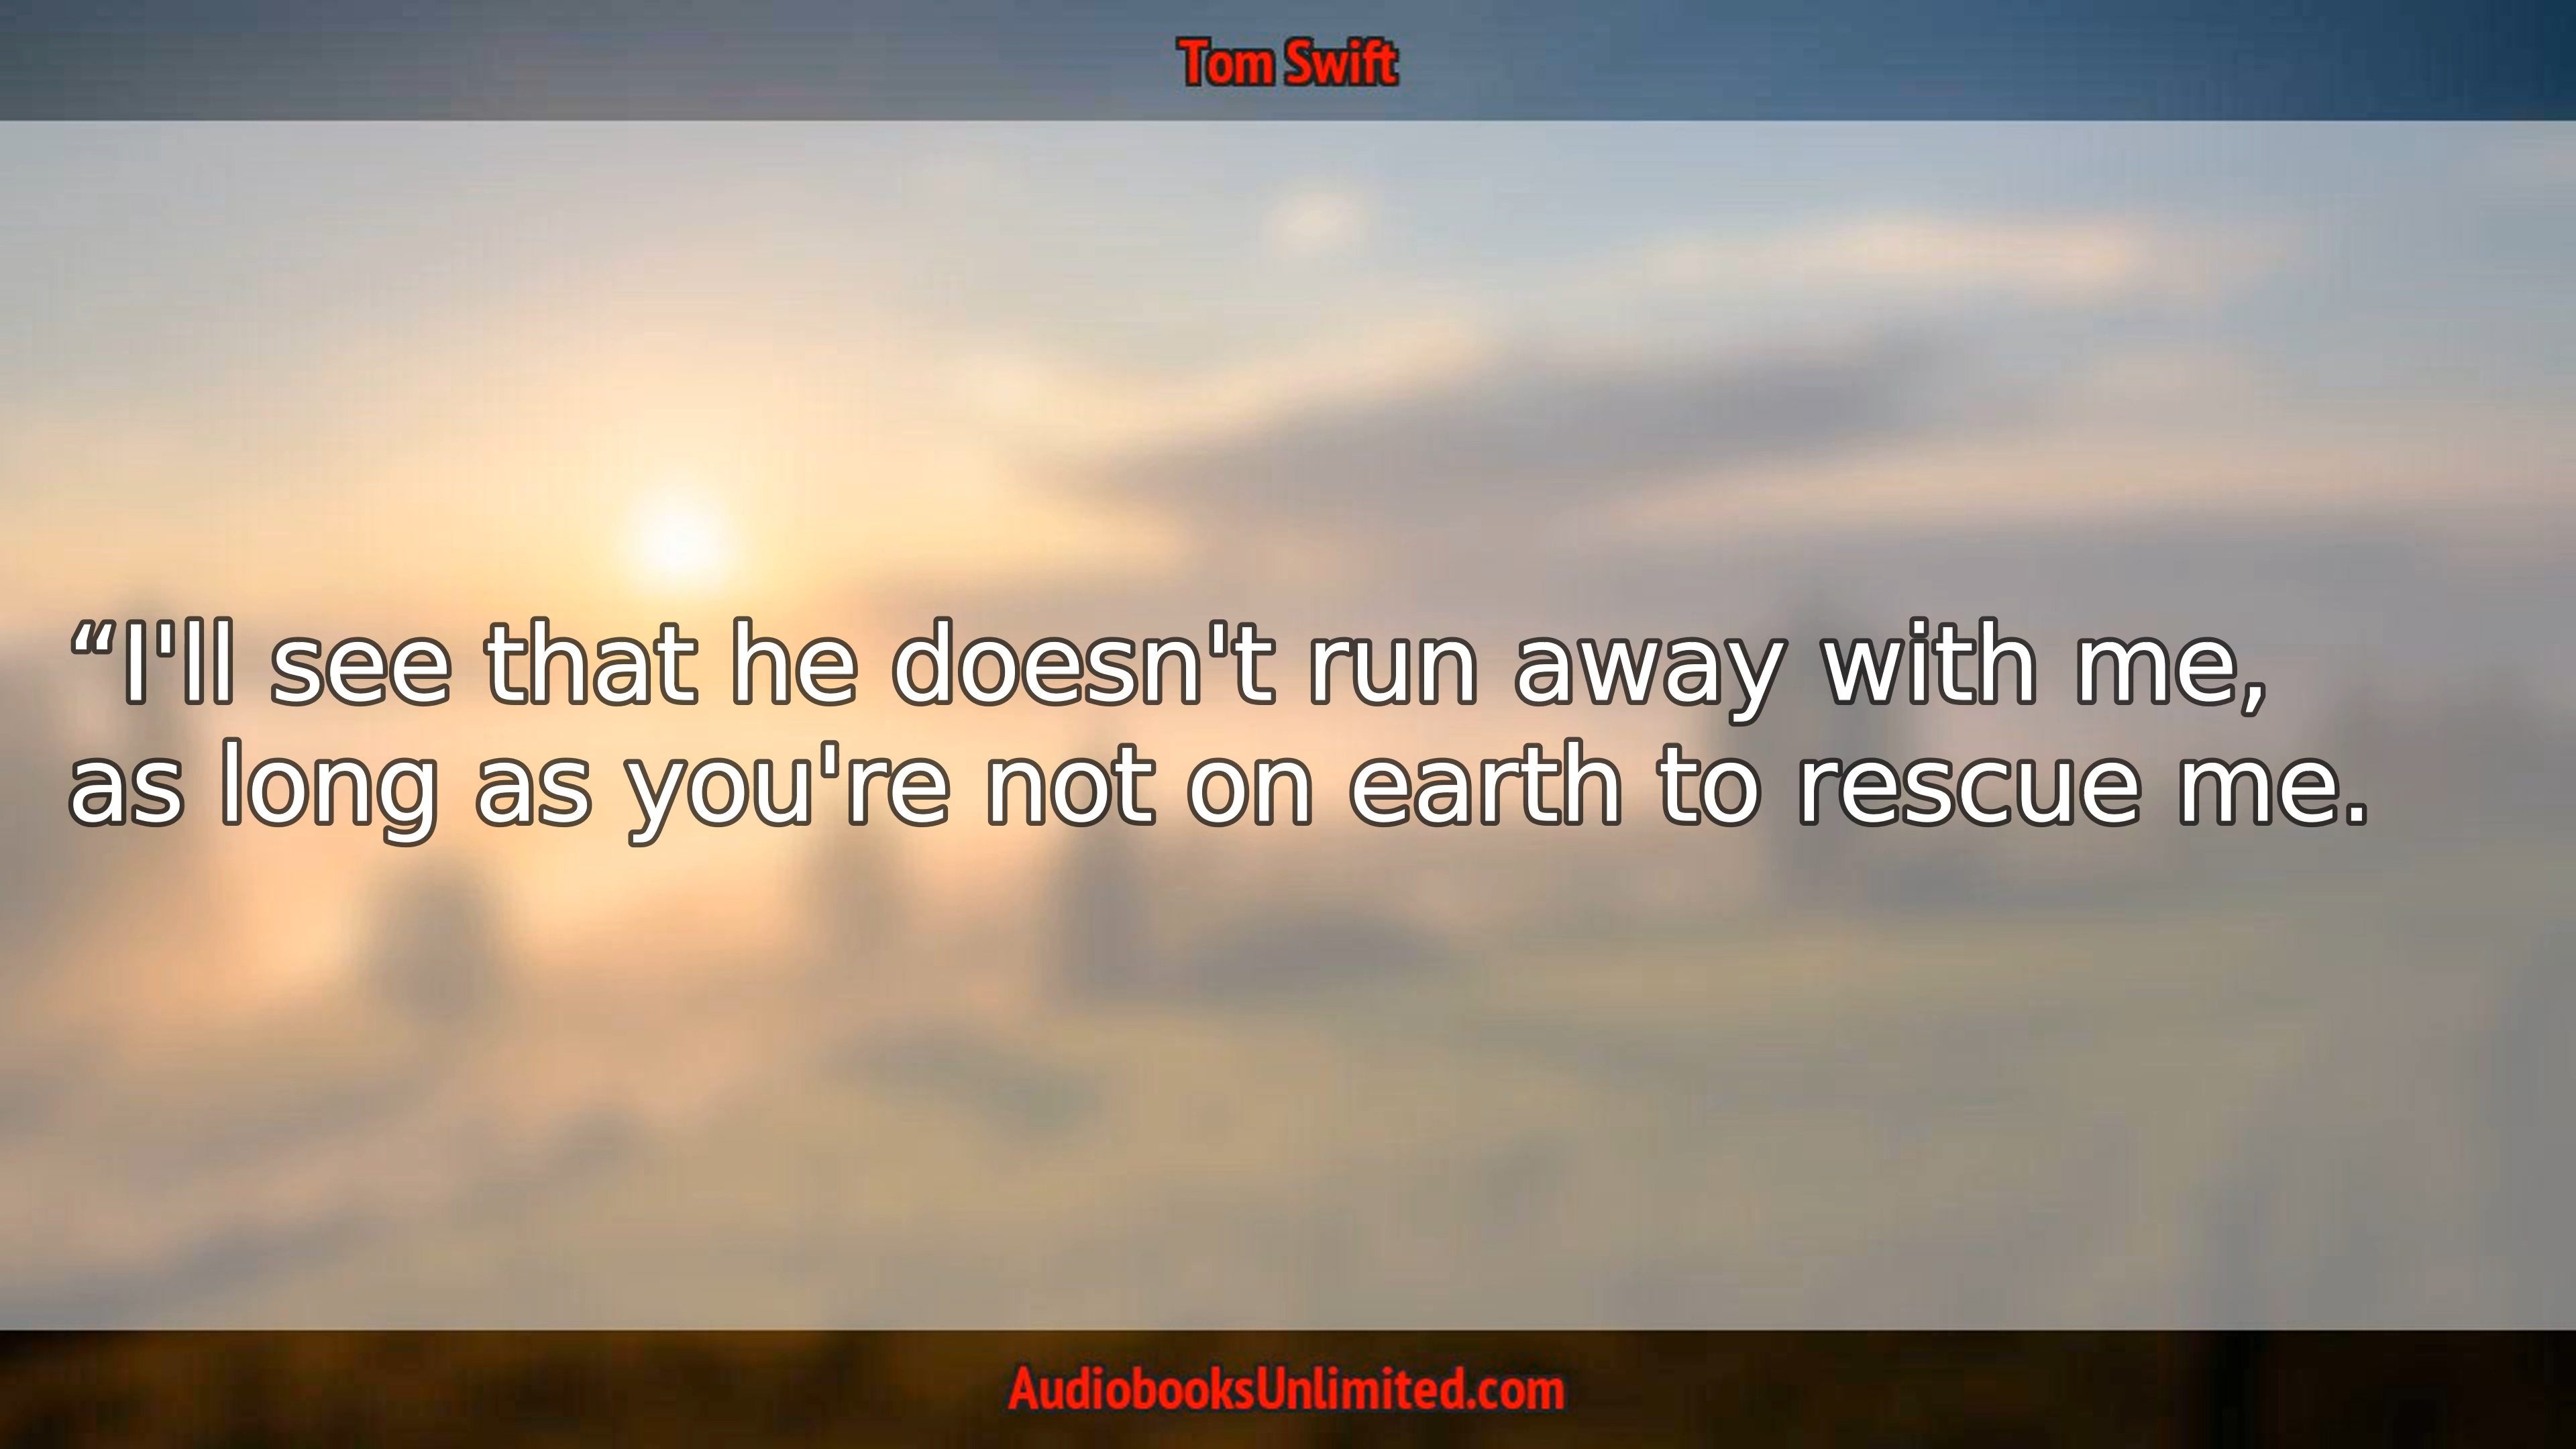 Tom Swift
“I'll see that he doesn't run away with me,
as long as you're not on earth to rescue me.
AudiobooksUnlimited.com